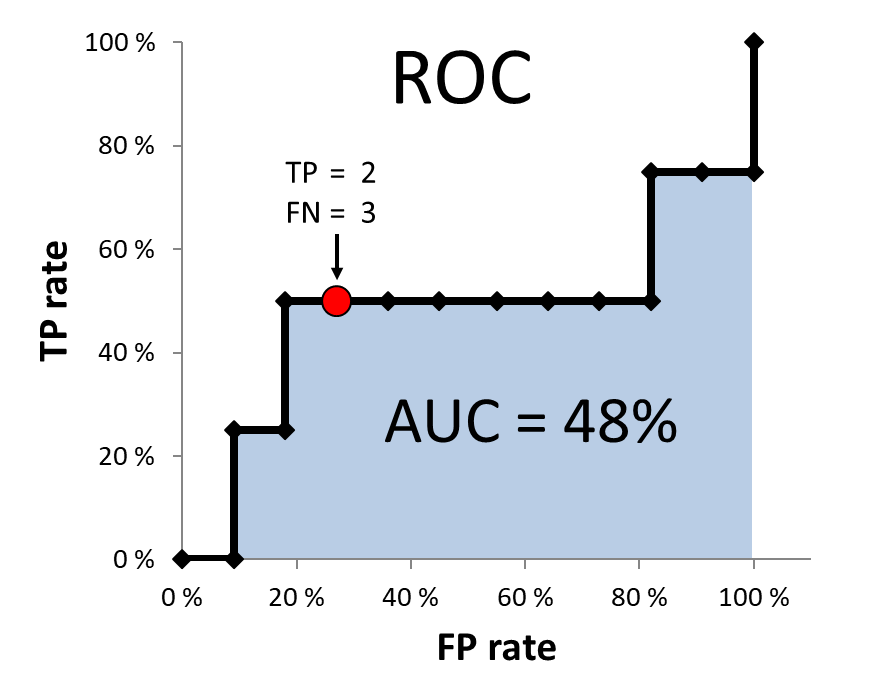 ROC
100 %
80 %
60 %
40 %
20 %
0 %
TP rate
TP = 2
FN = 3
AUC = 48%
0 %
20 %
40 %
60 %
80 %
100 %
FP rate